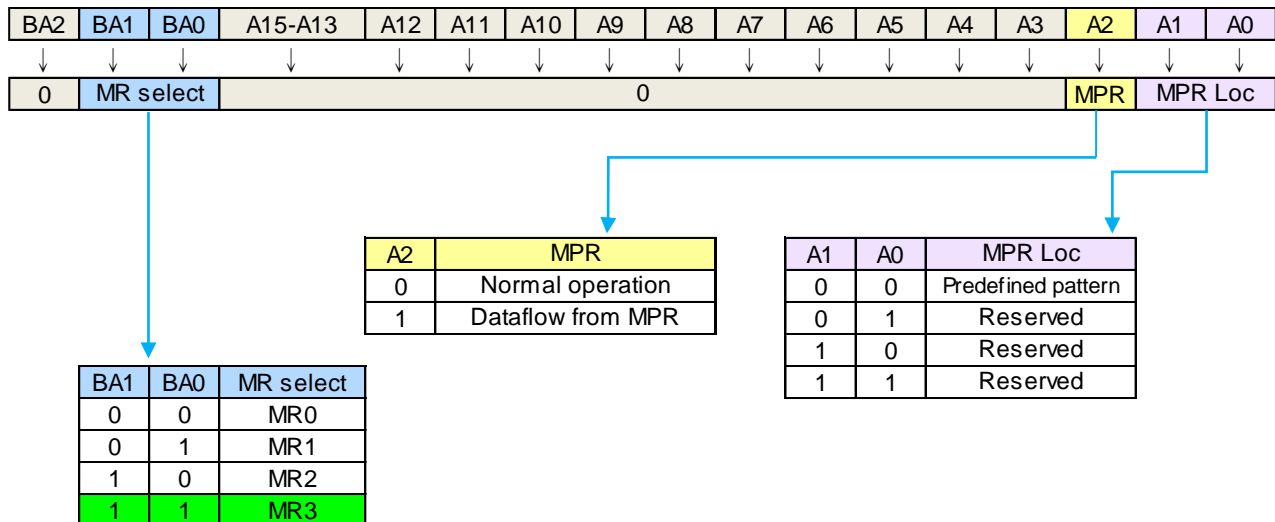 BA2 BA1 BA0 A15-A13 A12 A11 A10 A9 A8 A7 A6 A5 A4 A3 A2 A1 A0
0 MR select 0 MPR MPR Loc
A2 MPR
0 Normal operation
1 Dataflow from MPR
A1 A0 MPR Loc
0 0 Predefined pattern
0 1 Reserved
1 0 Reserved
1 1 Reserved
BA1 BA0 MR select
0 0 MR0
0 1 MR1
1 0 MR2
1 1 MR3